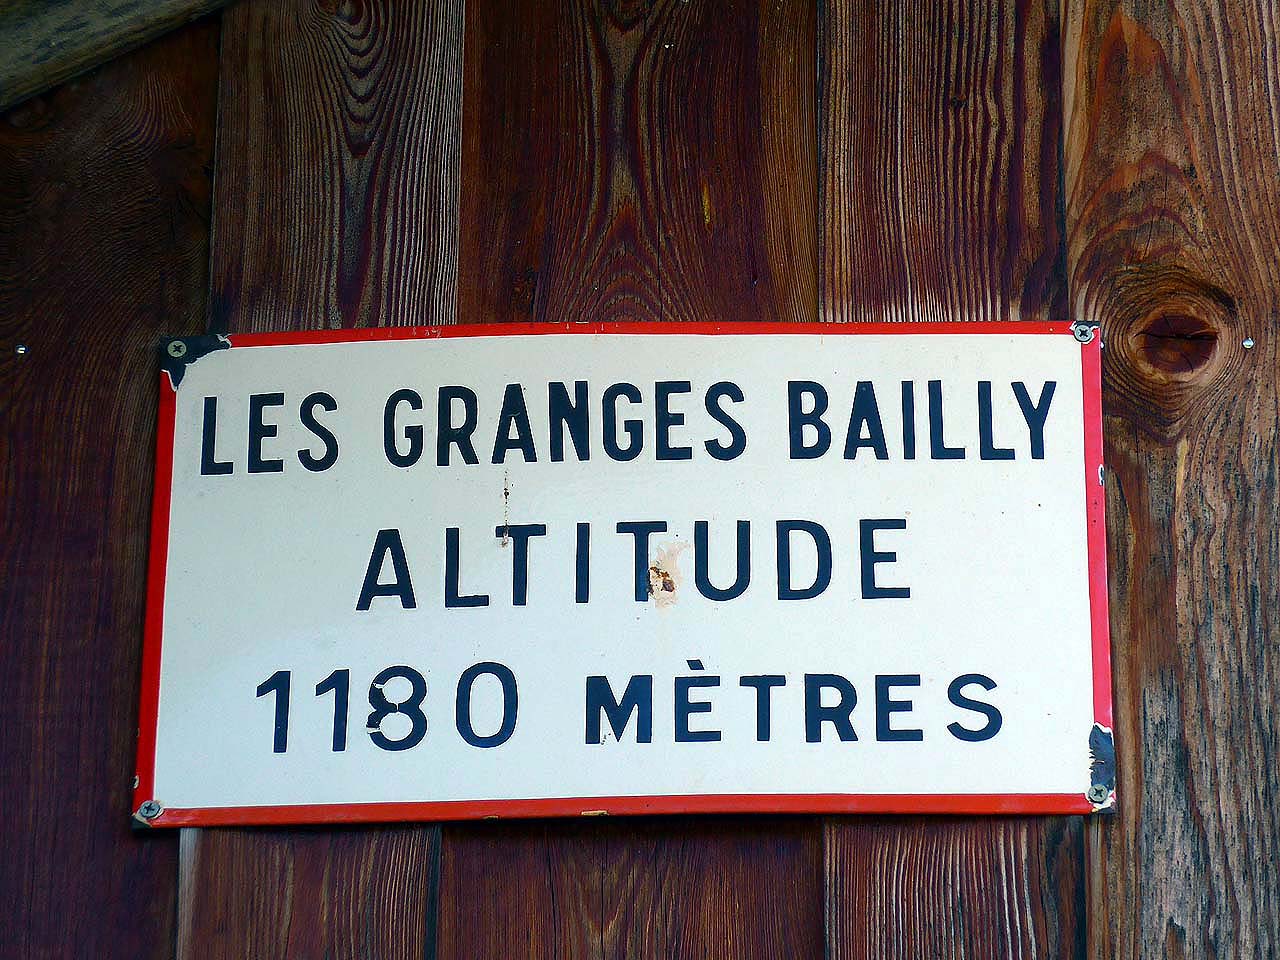 LES GRANGES BAILLY
ALTITUDE
1180 MÈTRES